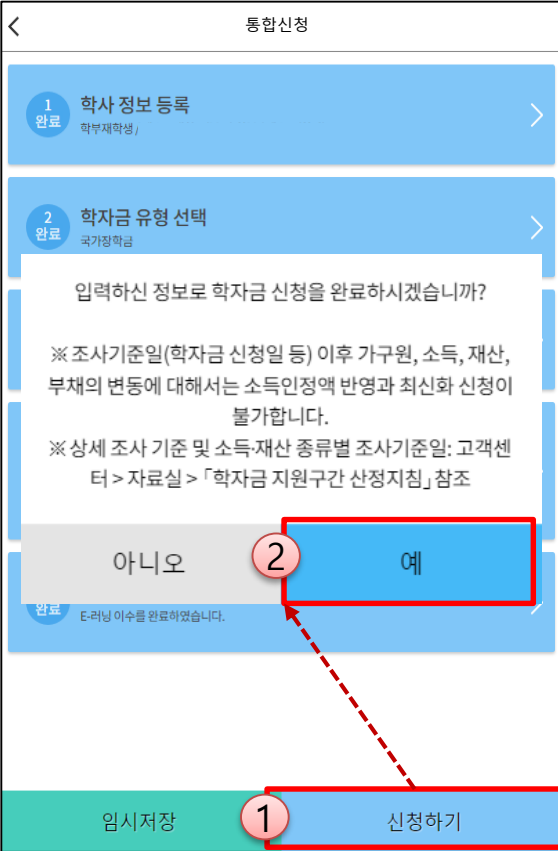 통합신청
1
완료
학사 정보 등록
학부재학생 /
2
완료
학자금 유형 선택
국가장학금
입력하신 정보로 학자금 신청을 완료하시겠습니까?
※ 조사기준일(학자금 신청일 등) 이후 가구원, 소득, 재산,
부채의 변동에 대해서는 소득인정액 반영과 최신화 신청이
불가합니다.
※ 상세 조사 기준 및 소득·재산 종류별 조사기준일: 고객센
터 > 자료실 > 「학자금 지원구간 산정지침」 참조
아니오
2
예
완료
E-러닝 이수를 완료하였습니다.
임시저장
1
신청하기